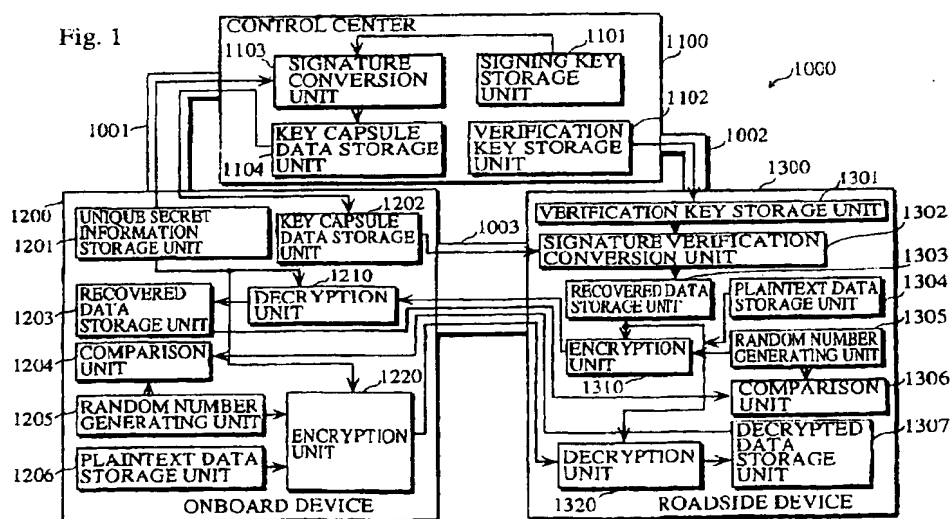 Fig. 1
CONTROL CENTER
1103
SIGNATURE
CONVERSION
UNIT
1101
SIGNING KEY
STORAGE
UNIT
1100
1000
1001
1104
KEY CAPSULE
DATA STORAGE
UNIT
1102
VERIFICATION
KEY STORAGE
UNIT
1002
1200
1201
UNIQUE SECRET
INFORMATION
STORAGE UNIT
1202
KEY CAPSULE
DATA STORAGE
UNIT
1003
1210
DECRYPTION
UNIT
1203
RECOVERED
DATA
STORAGE UNIT
1204
COMPARISON
UNIT
1205
RANDOM NUMBER
GENERATING UNIT
1206
PLAINTEXT DATA
STORAGE UNIT
1220
ENCRYPTION
UNIT
ONBOARD DEVICE
1300
1301
VERIFICATION KEY STORAGE UNIT
1302
SIGNATURE VERIFICATION
CONVERSION UNIT
1303
RECOVERED DATA
STORAGE UNIT
PLAINTEXT DATA
STORAGE UNIT
1304
1305
ENCRYPTION
UNIT
1310
RANDOM NUMBER
GENERATING UNIT
1306
COMPARISON
UNIT
1307
DECRYPTED
DATA
STORAGE
UNIT
DECRYPTION
UNIT
1320
ROADSIDE DEVICE